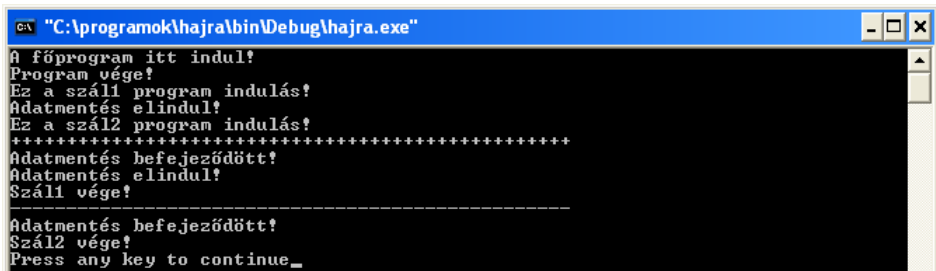 "C:\programok\hajra\bin\Debug\hajra.exe"
A főprogram itt indul!
Program vége!
Ez a szál1 program indulás!
Adatmentés elindul!
Ez a szál2 program indulás!
++++++++++++++++++++++++++++++++++++++++++++++++++
Adatmentés befejeződött!
Adatmentés elindul!
Szál1 vége!
--------------------------------------------------
Adatmentés befejeződött!
Szál2 vége!
Press any key to continue_